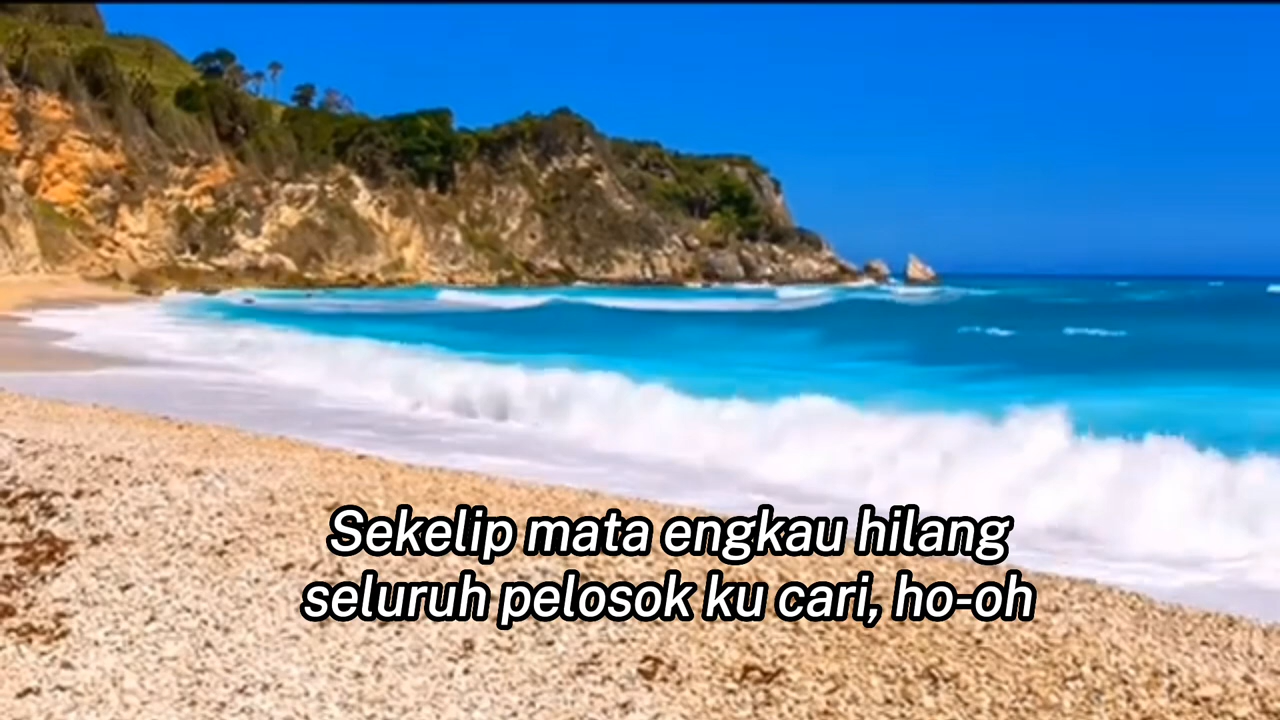 Sekelip mata engkau hilang
seluruh pelosok ku cari, ho-oh